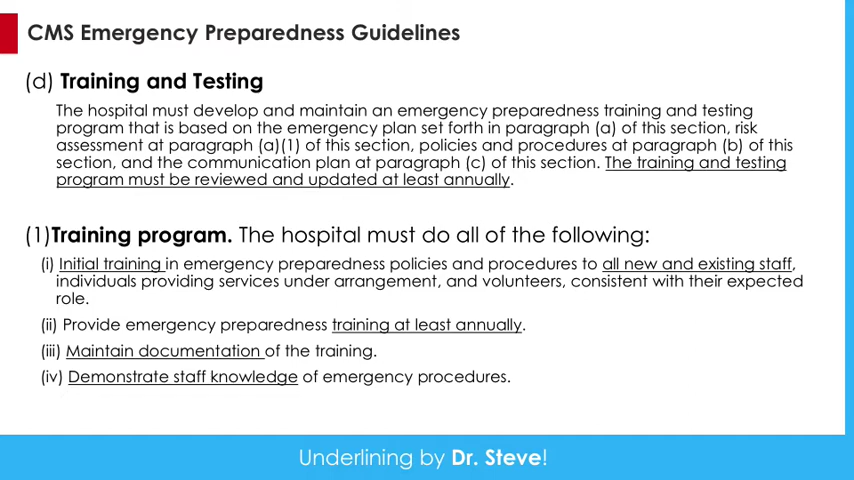 CMS Emergency Preparedness Guidelines
(d) Training and Testing
The hospital must develop and maintain an emergency preparedness training and testing
program that is based on the emergency plan set forth in paragraph (a) of this section, risk
assessment at paragraph (a)(1) of this section, policies and procedures at paragraph (b) of this
section, and the communication plan at paragraph (c) of this section. The training and testing
program must be reviewed and updated at least annually.
(1)Training program. The hospital must do all of the following:
(i) Initial training in emergency preparedness policies and procedures to all new and existing staff,
individuals providing services under arrangement, and volunteers, consistent with their expected
role.
(ii) Provide emergency preparedness training at least annually.
(iii) Maintain documentation of the training.
(iv) Demonstrate staff knowledge of emergency procedures.
Underlining by Dr. Steve!